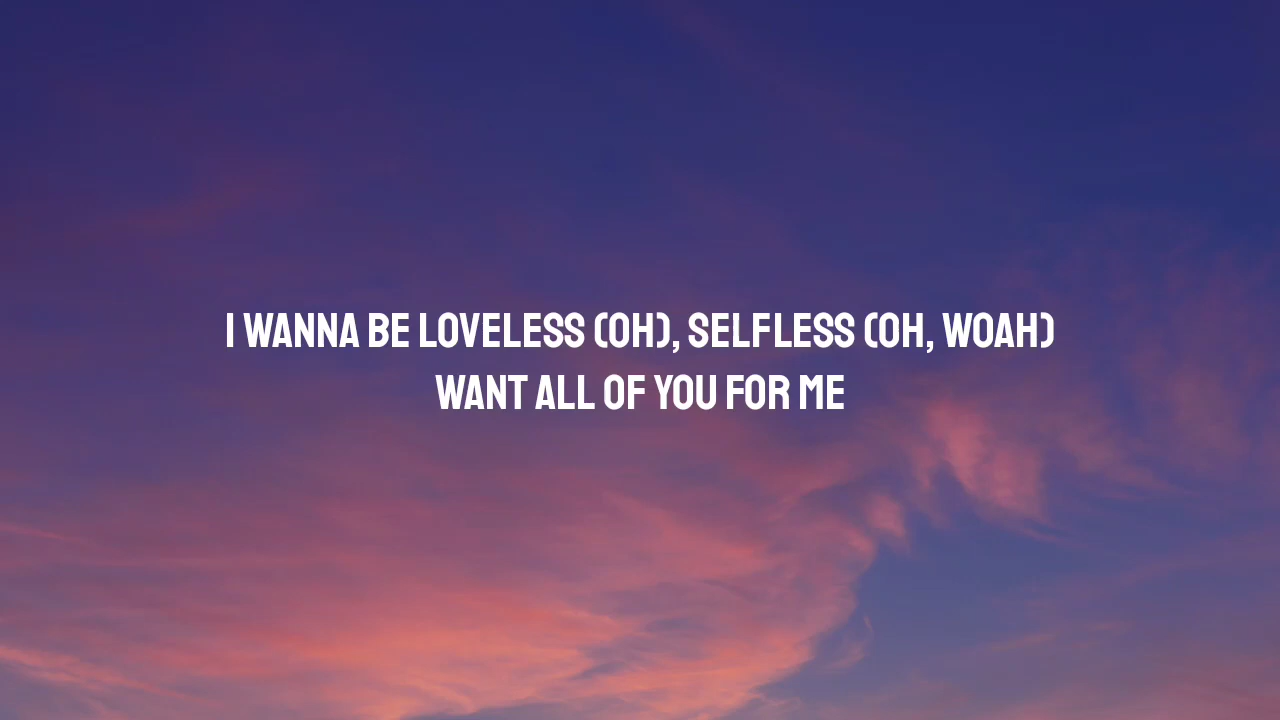 I WANNA BE LOVELESS (OH), SELFLESS (OH, WOAH)
WANT ALL OF YOU FOR ME